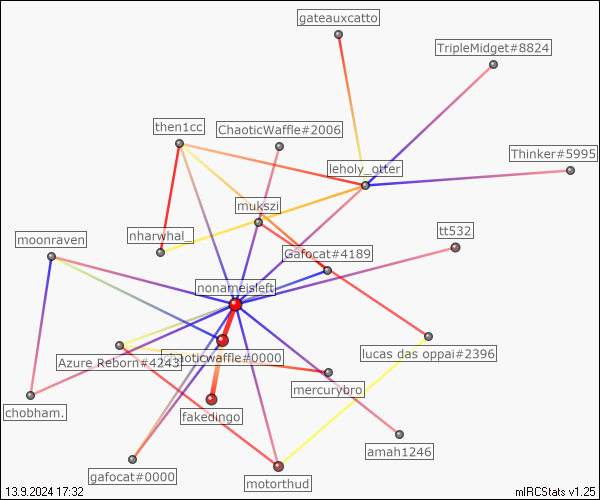 gateauxcatto
TripleMidget#8824
then1cc
ChaoticWaffle#2006
Thinker#5995
leholy_otter
mukszi
tt532
nharwhal_
moonraven
Gafocat#4189
nonameisleft
lucas das oppai#2396
Azure Reborn#4243
chaoticwaffle#0000
mercurybro
chobham.
fakedingo
amah1246
gafocat#0000
motorthud
13.9.2024 17:32
mIRCStats v1.25